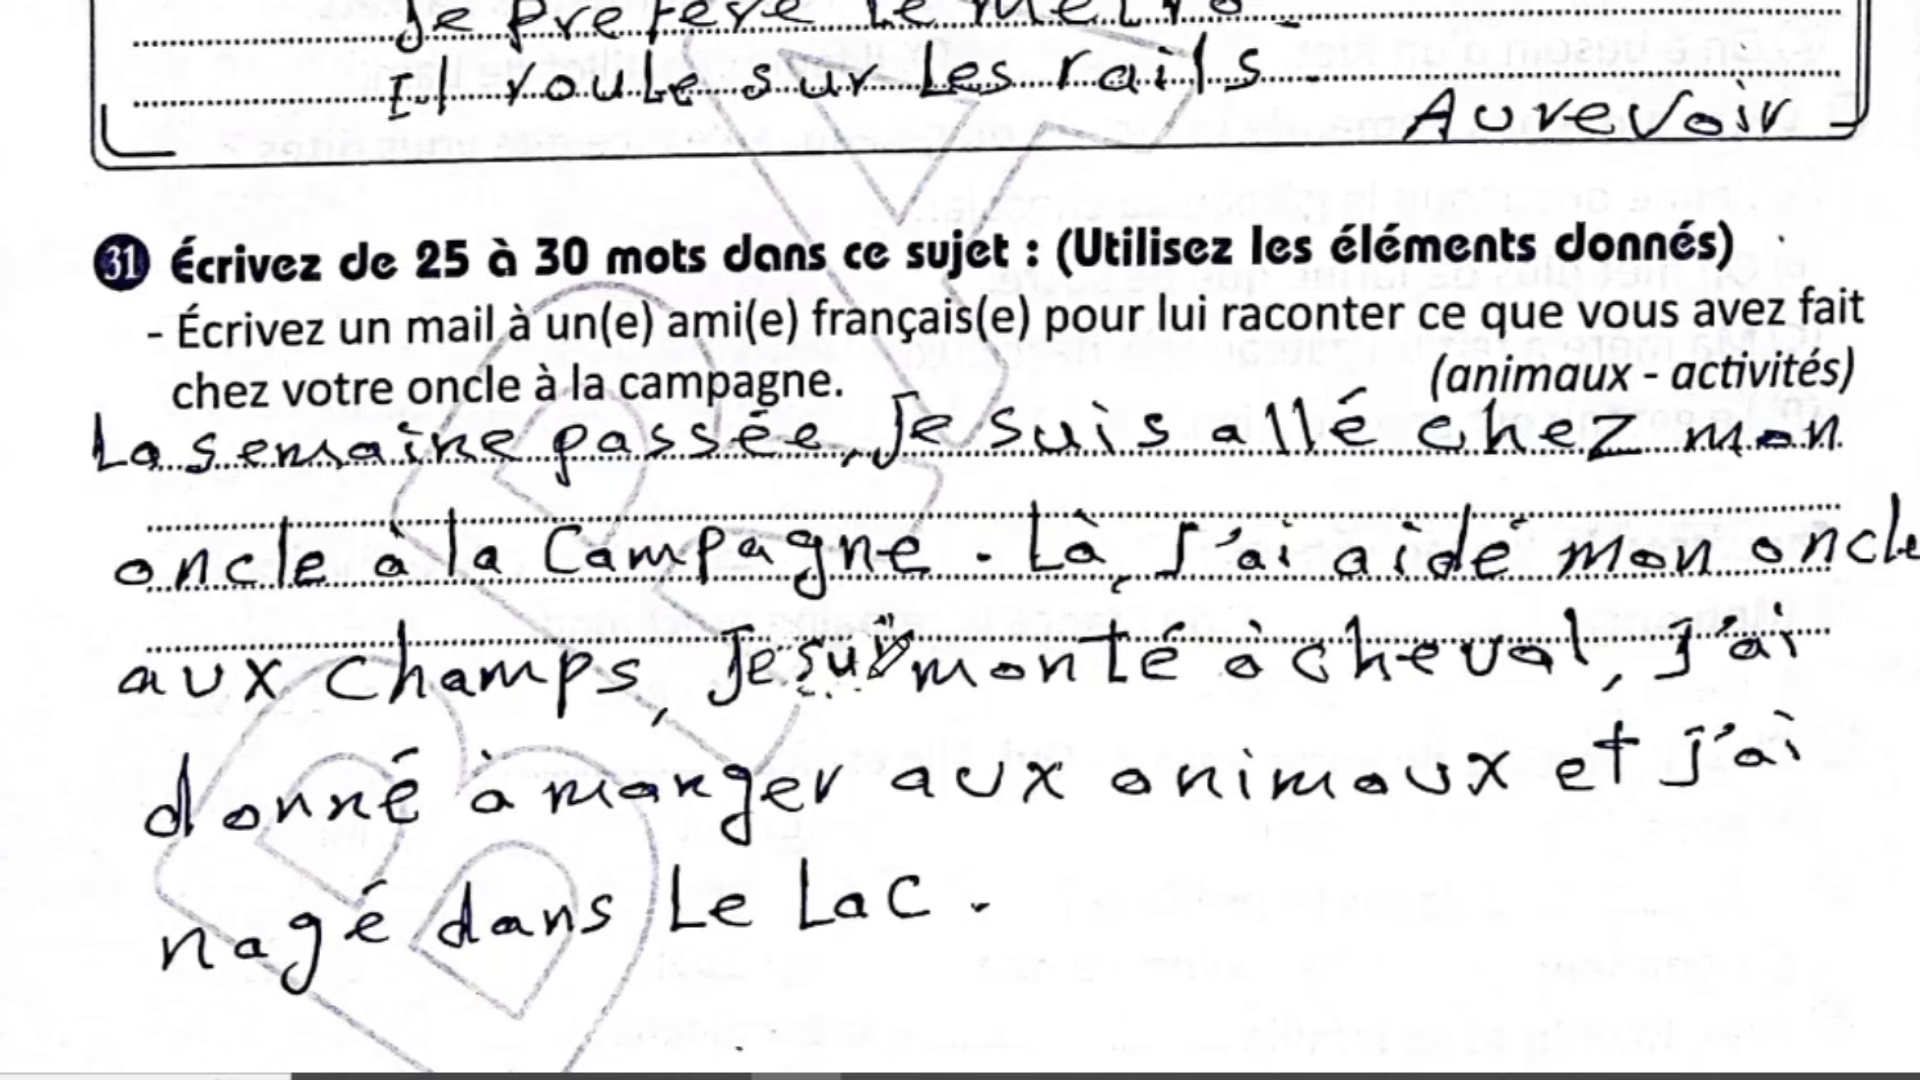 Je préfère le métro.
Il roule sur Les rails.
Aurevoir
31 Écrivez de 25 à 30 mots dans ce sujet : (Utilisez les éléments donnés)
- Écrivez un mail à un(e) ami(e) français(e) pour lui raconter ce que vous avez fait
chez votre oncle à la campagne. (animaux - activités)
La semaine passée, Je suis allé chez mon
oncle à la Campagne. Là, J'ai aidé mon oncle
aux champs, Je suis monté à cheval, J'ai
donné à manger aux animaux et J'ai
nagé dans Le Lac.